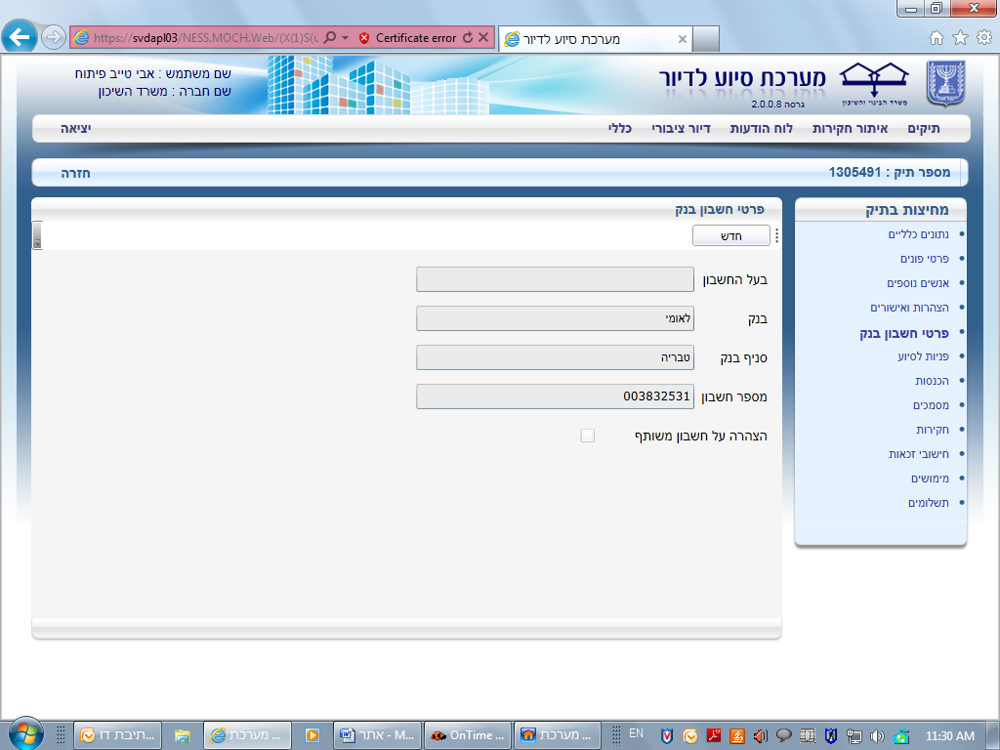 https://svdapl03/NESS.MOCH.Web/(X(1)S(u
Certificate error
מערכת סיוע לדיור
מערכת סיוע לדיור
גרסה 2.0.0.8
משרד הבינוי והשיכון
שם משתמש : אבי טייב פיתוח
שם חברה : משרד השיכון
תיקים איתור חקירות לוח הודעות דיור ציבורי כללי יציאה
מספר תיק : 1305491 חזרה
מחיצות בתיק
נתונים כלליים
פרטי פונים
אנשים נוספים
הצהרות ואישורים
פרטי חשבון בנק
פניות לסיוע
הכנסות
מסמכים
חקירות
חישובי זכאות
מימושים
תשלומים
פרטי חשבון בנק
חדש
בעל החשבון
בנק לאומי
סניף בנק טבריה
מספר חשבון 003832531
הצהרה על חשבון משותף
תיבת דו...
מערכת ...
אתר - M...
OnTime ...
מערכת ...
EN
11:30 AM